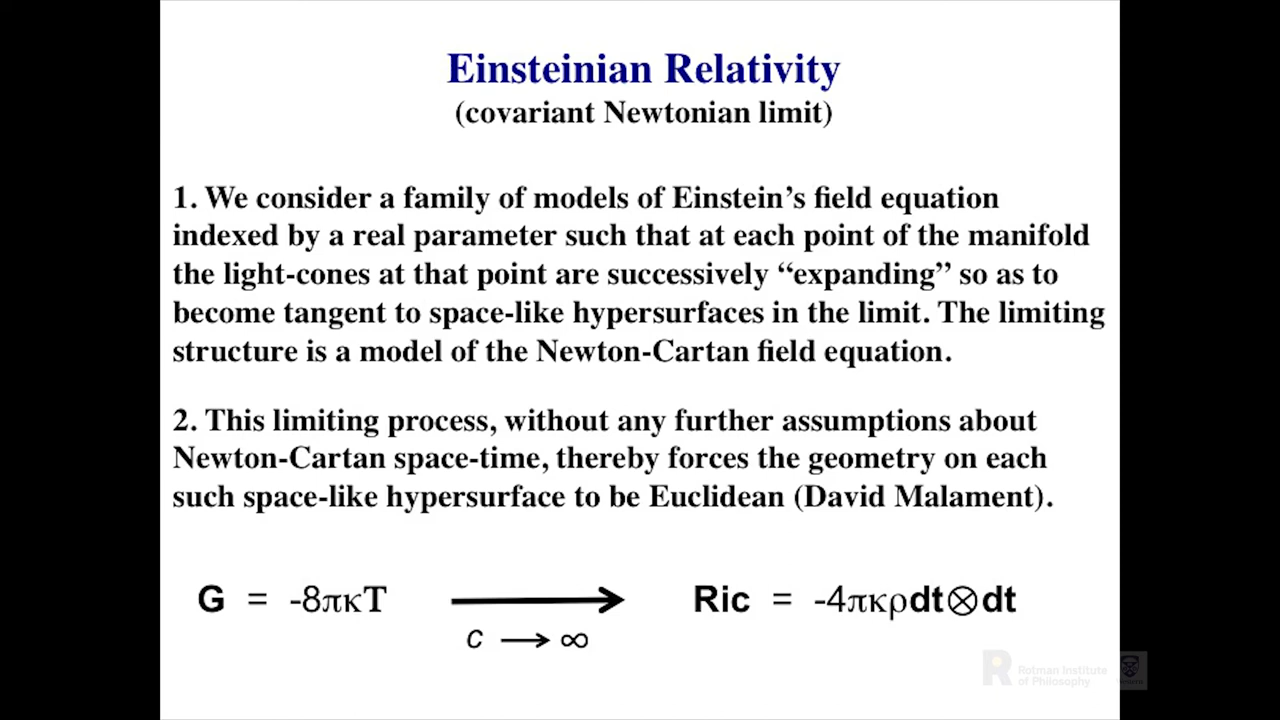 Einsteinian Relativity
(covariant Newtonian limit)
1. We consider a family of models of Einstein’s field equation
indexed by a real parameter such that at each point of the manifold
the light-cones at that point are successively “expanding” so as to
become tangent to space-like hypersurfaces in the limit. The limiting
structure is a model of the Newton-Cartan field equation.
2. This limiting process, without any further assumptions about
Newton-Cartan space-time, thereby forces the geometry on each
such space-like hypersurface to be Euclidean (David Malament).
G = -8πκT ⟶ Ric = -4πκρdt⊗dt
c ⟶ ∞
Rotman Institute
of Philosophy